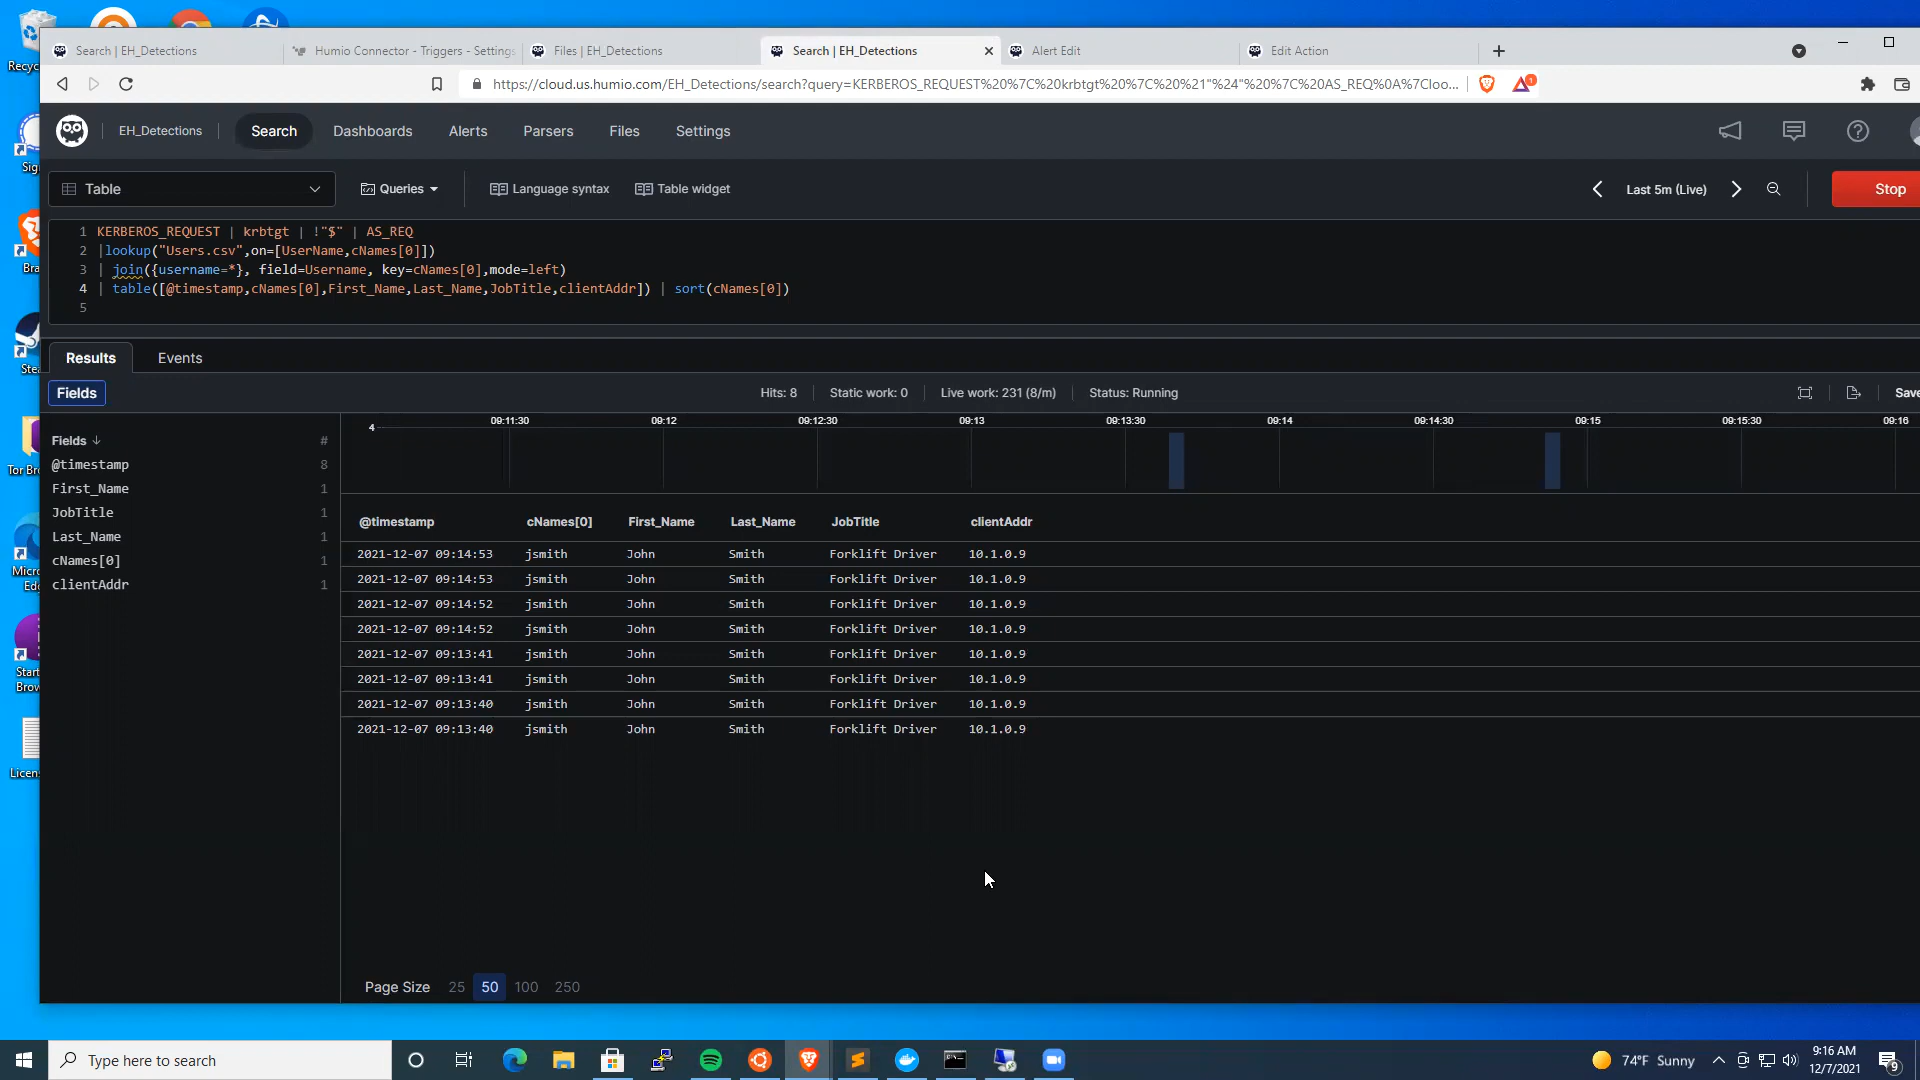 Recyc
Sig
Bra
Stea
Tor Bro
Micro
Edg
Start
Brow
Licen
Search | EH_Detections
Humio Connector - Triggers - Settings
Files | EH_Detections
Search | EH_Detections
Alert Edit
Edit Action
https://cloud.us.humio.com/EH_Detections/search?query=KERBEROS_REQUEST%20%7C%20krbtgt%20%7C%20%21"%24"%20%7C%20AS_REQ%0A%7Cloo...
1
EH_Detections
Search
Dashboards
Alerts
Parsers
Files
Settings
Table
Queries
Language syntax
Table widget
Last 5m (Live)
Stop
1 KERBEROS_REQUEST | krbtgt | !"$" | AS_REQ
2 |lookup("Users.csv",on=[UserName,cNames[0]])
3 | join({username=*}, field=Username, key=cNames[0],mode=left)
4 | table([@timestamp,cNames[0],First_Name,Last_Name,JobTitle,clientAddr]) | sort(cNames[0])
5
Results
Events
Fields
Hits: 8
Static work: 0
Live work: 231 (8/m)
Status: Running
Save
Fields #
@timestamp 8
First_Name 1
JobTitle 1
Last_Name 1
cNames[0] 1
clientAddr 1
09:11:30 09:12 09:12:30 09:13 09:13:30 09:14 09:14:30 09:15 09:15:30 09:16
4
@timestamp cNames[0] First_Name Last_Name JobTitle clientAddr
2021-12-07 09:14:53 jsmith John Smith Forklift Driver 10.1.0.9
2021-12-07 09:14:53 jsmith John Smith Forklift Driver 10.1.0.9
2021-12-07 09:14:52 jsmith John Smith Forklift Driver 10.1.0.9
2021-12-07 09:14:52 jsmith John Smith Forklift Driver 10.1.0.9
2021-12-07 09:13:41 jsmith John Smith Forklift Driver 10.1.0.9
2021-12-07 09:13:41 jsmith John Smith Forklift Driver 10.1.0.9
2021-12-07 09:13:40 jsmith John Smith Forklift Driver 10.1.0.9
2021-12-07 09:13:40 jsmith John Smith Forklift Driver 10.1.0.9
Page Size 25 50 100 250
Type here to search
74°F Sunny
9:16 AM
12/7/2021
9